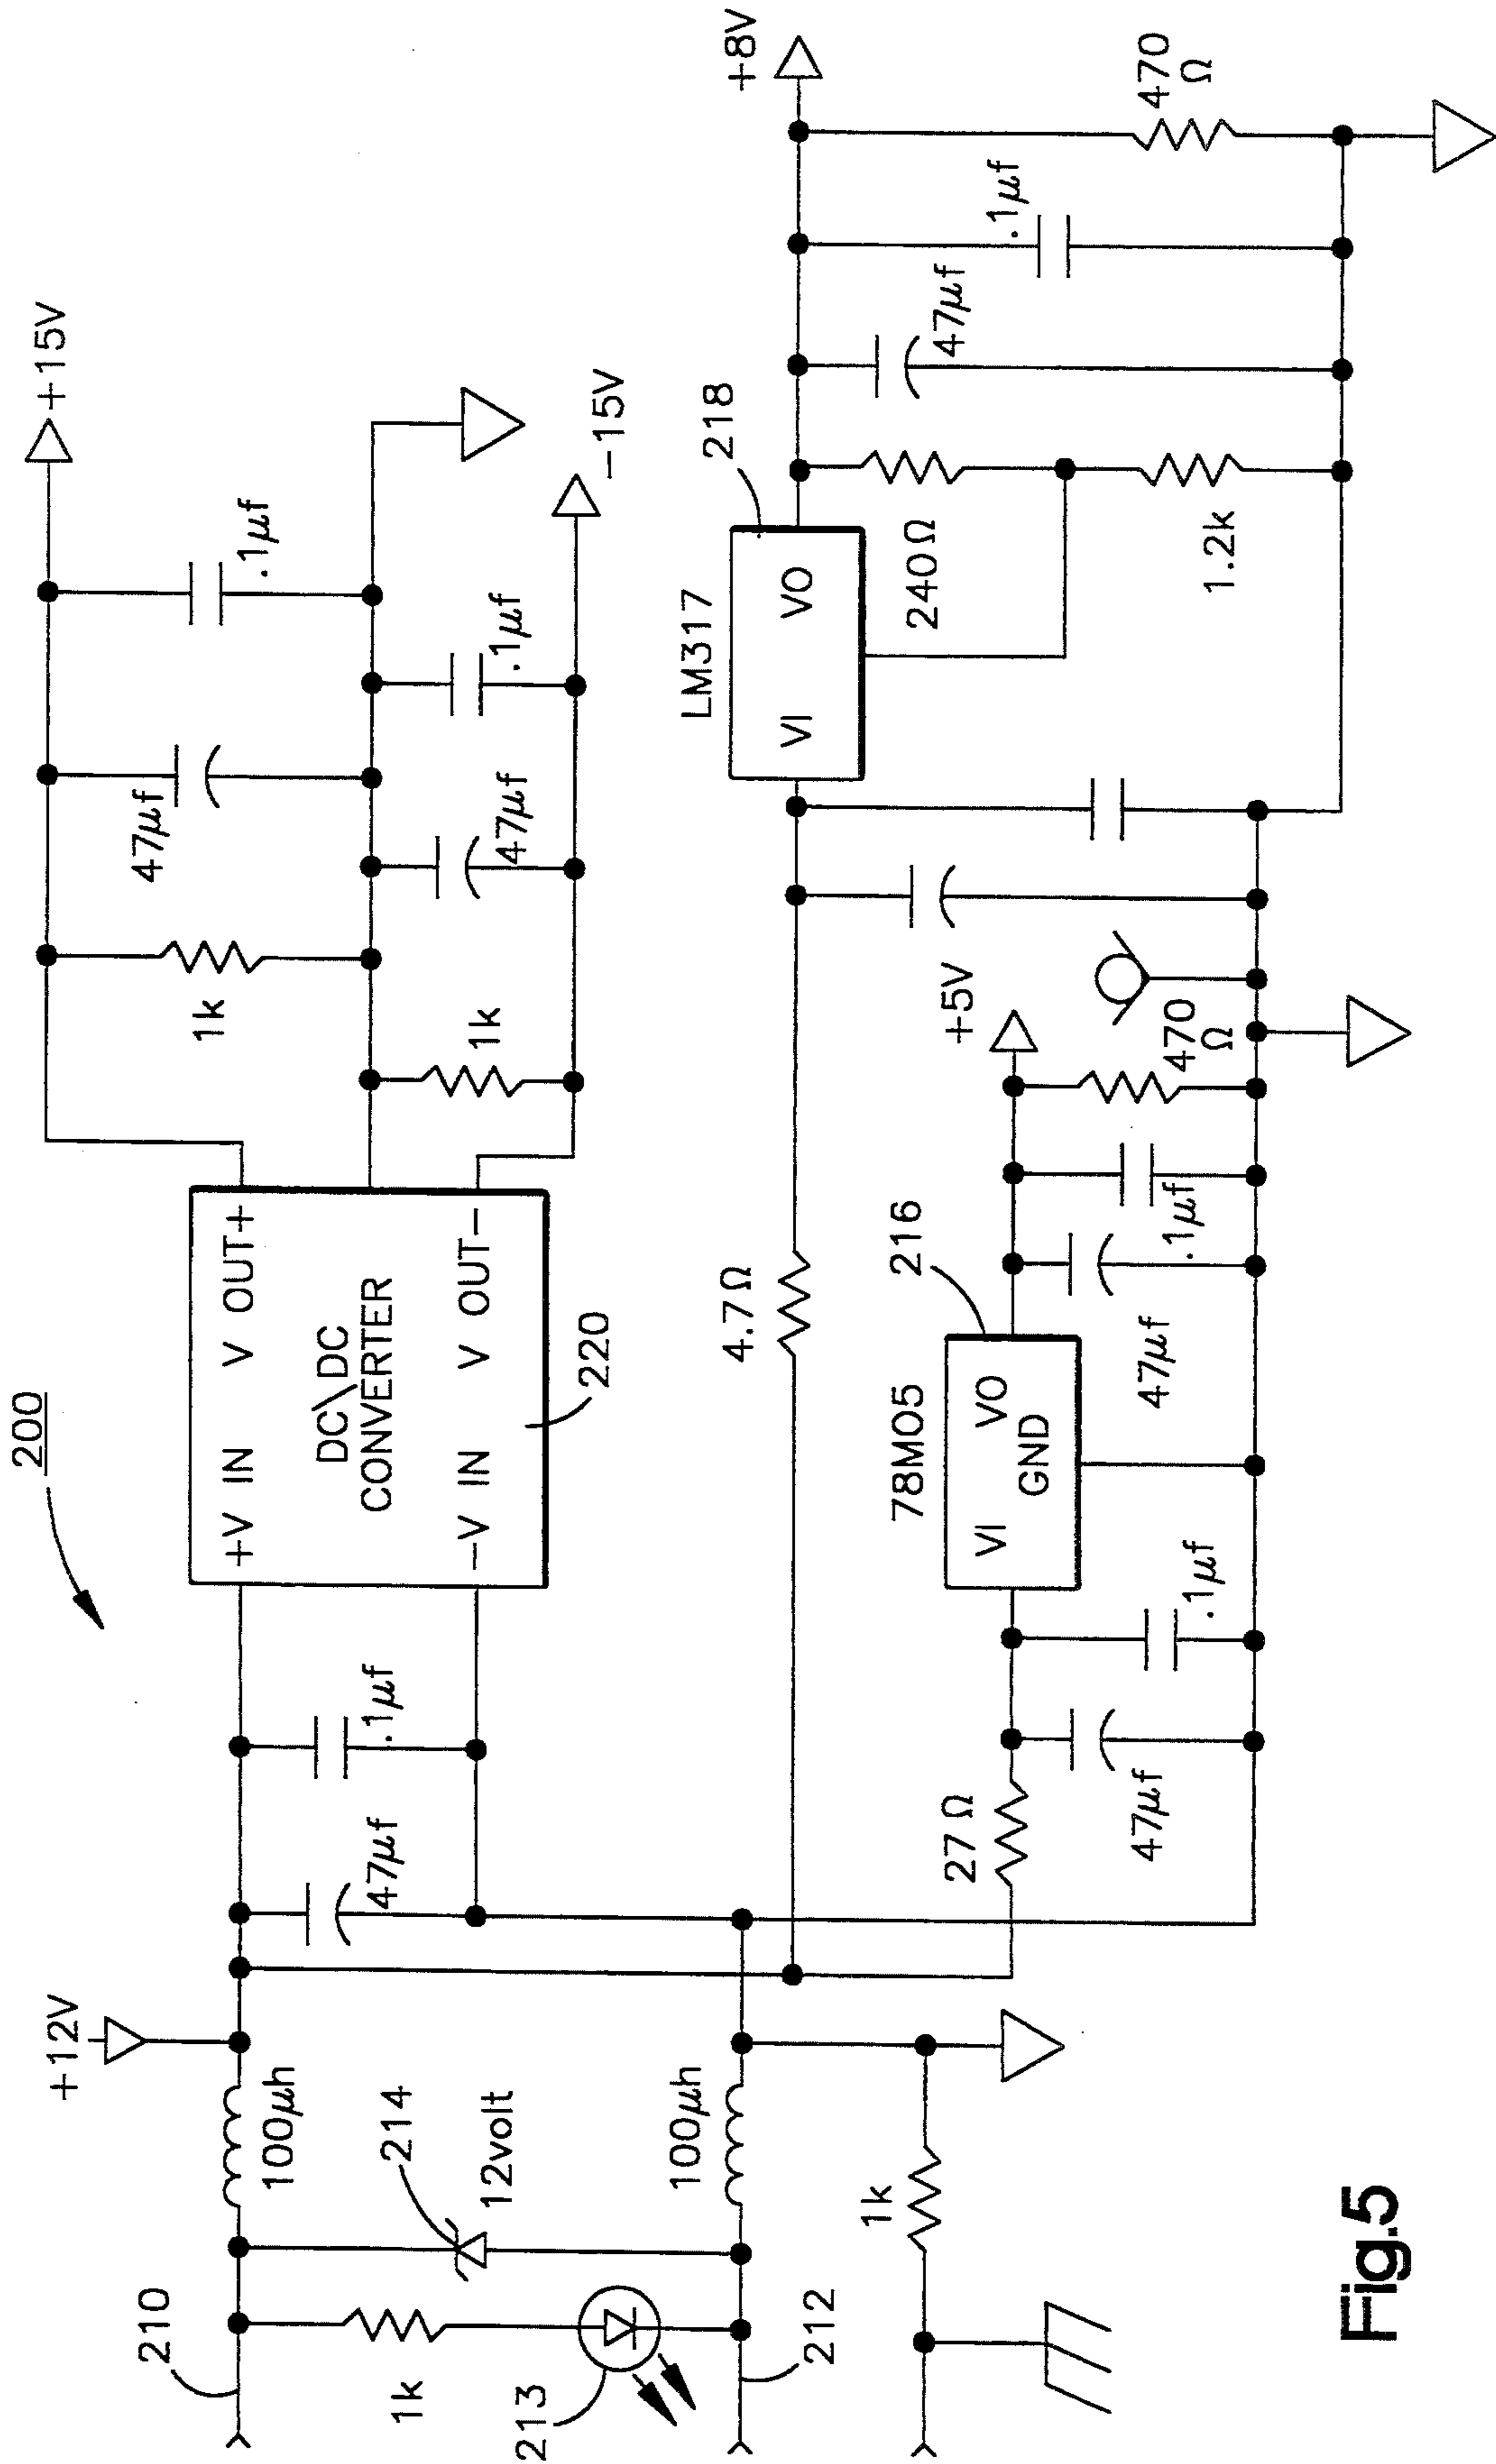 200
+12V
210
100µh
214
12volt
1k
213
100µh
212
1k
47µf
.1µf
+V IN
V OUT+
DC\DC
CONVERTER
−V IN
V OUT−
220
1k
47µf
.1µf
+15V
1k
47µf
.1µf
−15V
4.7Ω
LM317
218
VI
VO
240Ω
1.2k
47µf
.1µf
470
Ω
+8V
27Ω
47µf
.1µf
78MO5
216
VI
VO
GND
47µf
.1µf
470
Ω
+5V
Fig.5